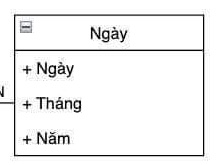 Ngày
+ Ngày
+ Tháng
+ Năm